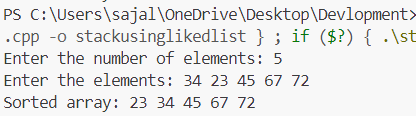 PS C:\Users\sajal\OneDrive\Desktop\Devlopment>
.cpp -o stackusinglikedlist } ; if ($?) { .\st
Enter the number of elements: 5
Enter the elements: 34 23 45 67 72
Sorted array: 23 34 45 67 72